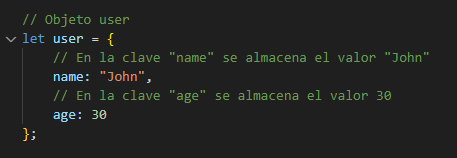 // Objeto user
let user = {
    // En la clave "name" se almacena el valor "John"
    name: "John",
    // En la clave "age" se almacena el valor 30
    age: 30
};